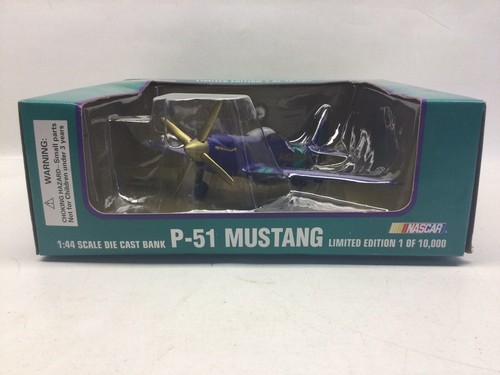 WARNING:
CHOKING HAZARD- Small parts
Not for Children under 3 years
1:44 SCALE DIE CAST BANK P-51 MUSTANG LIMITED EDITION 1 OF 10,000
NASCAR